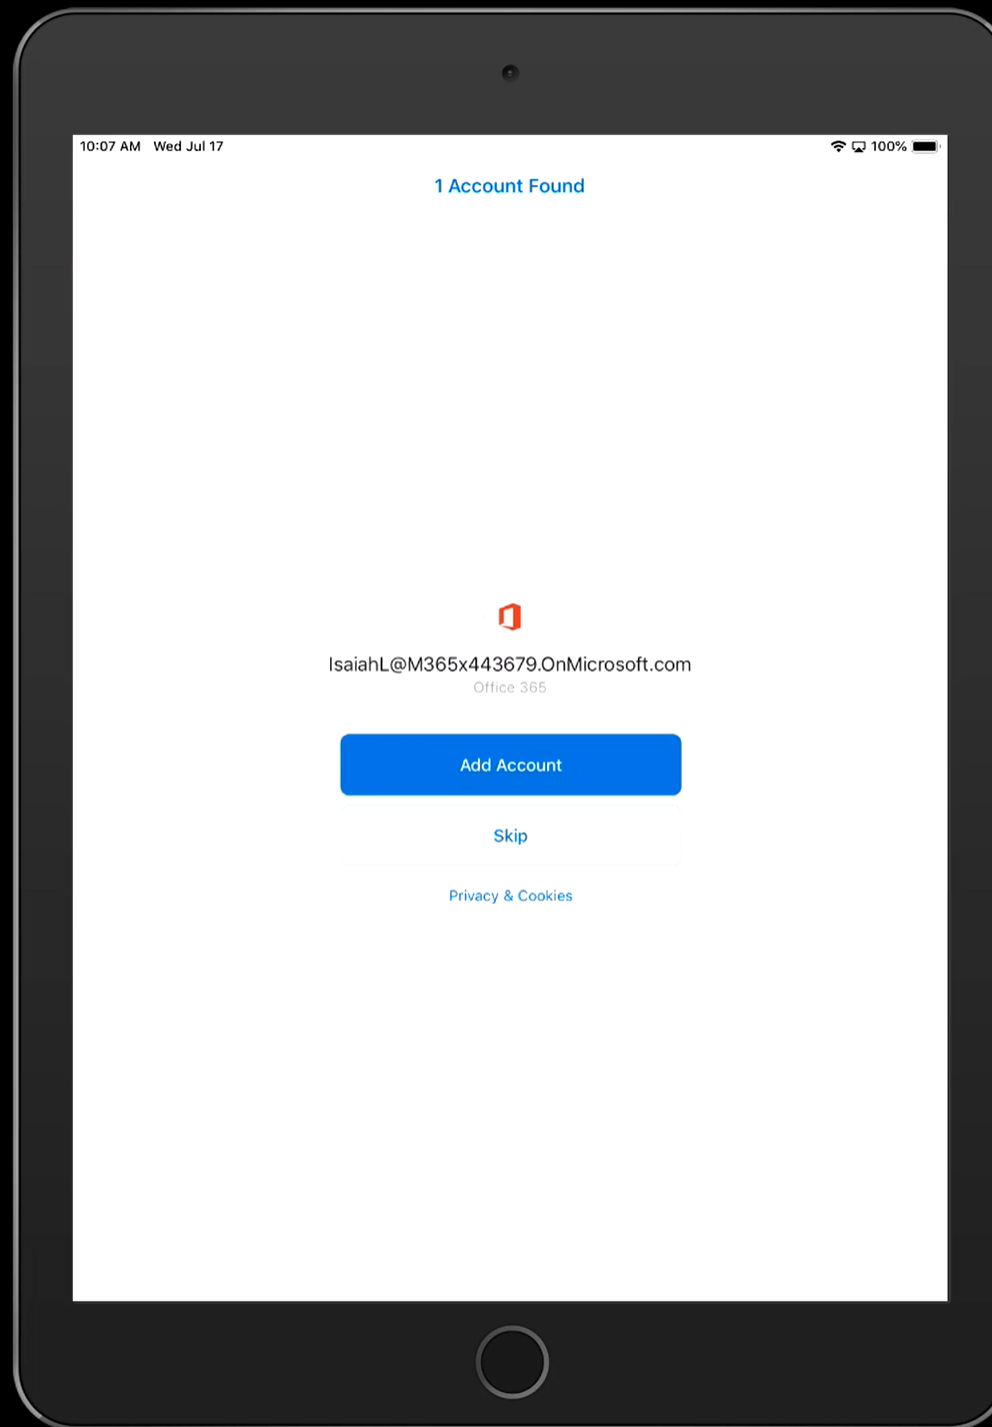 10:07 AM Wed Jul 17 100%
1 Account Found
IsaiahL@M365x443679.OnMicrosoft.com
Office 365
Add Account
Skip
Privacy & Cookies